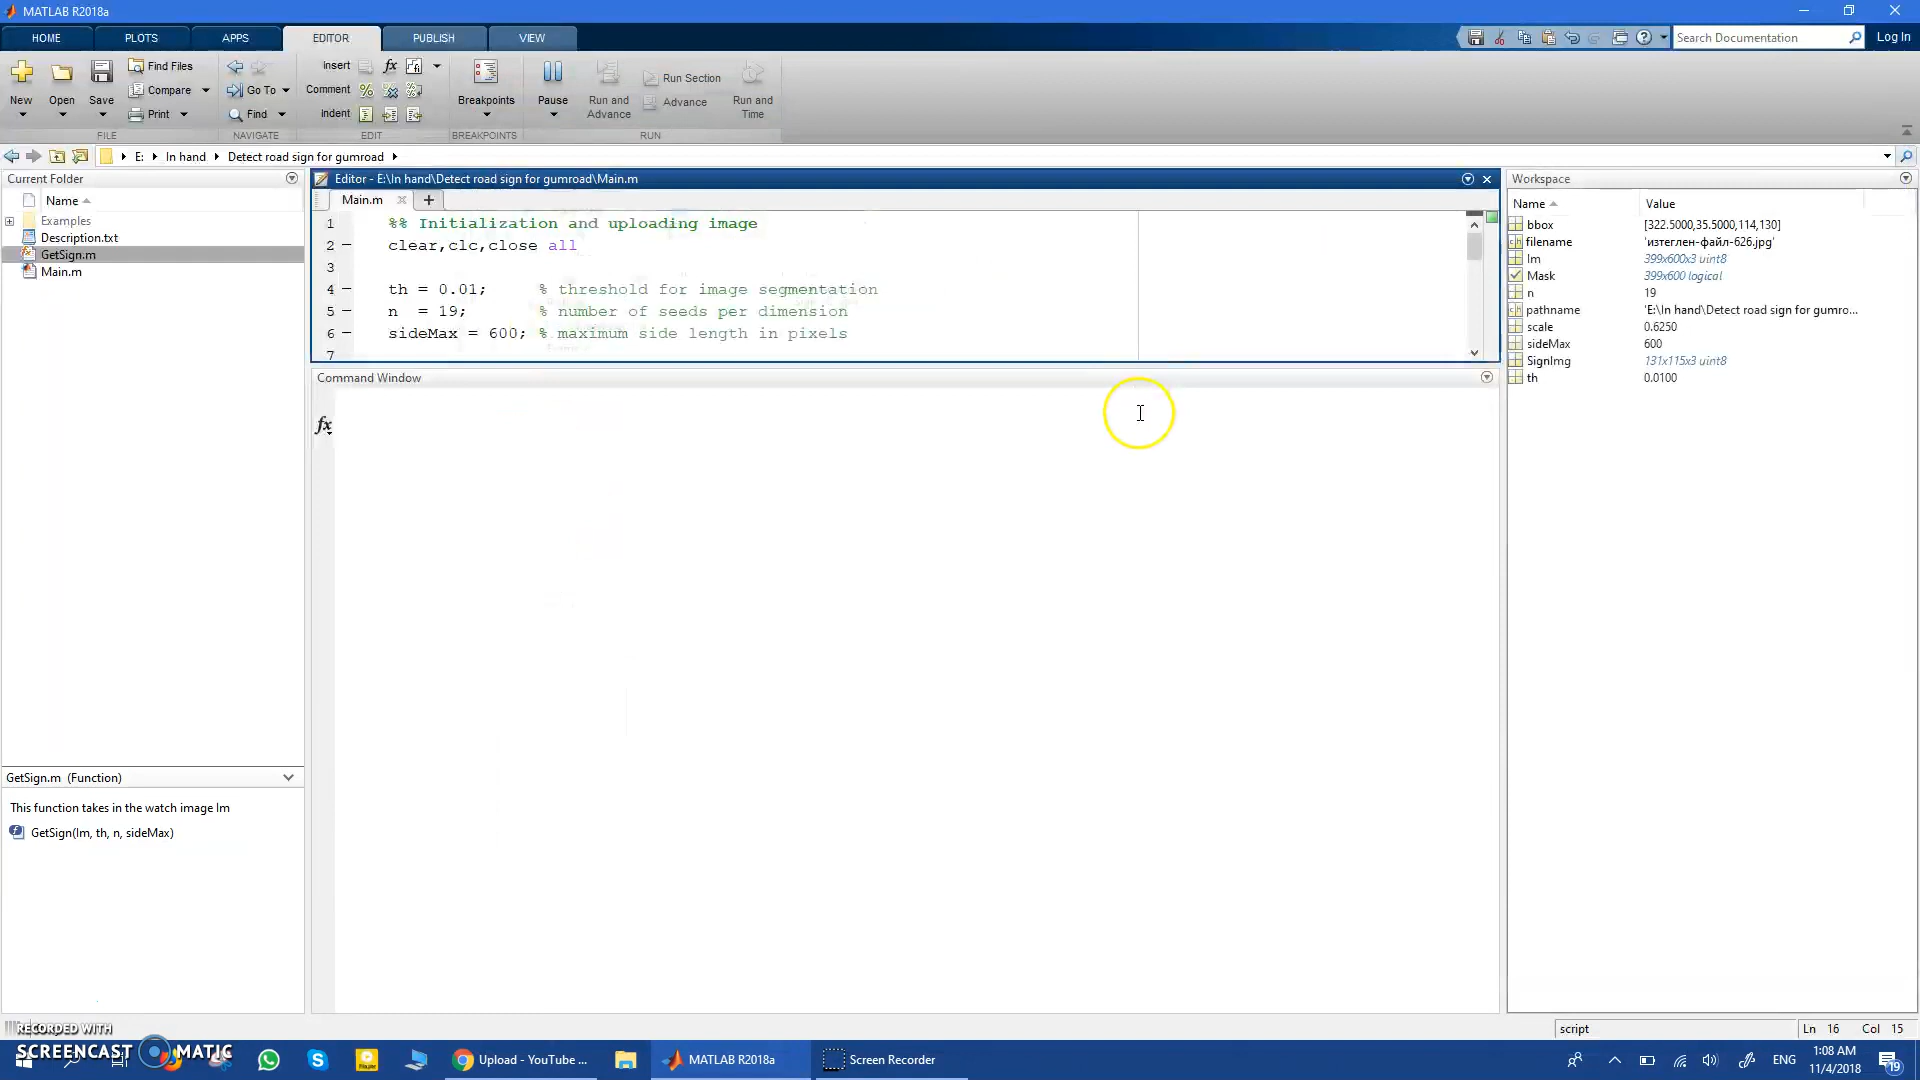 MATLAB R2018a
HOME PLOTS APPS EDITOR PUBLISH VIEW
Search Documentation Log In
New Open Save Find Files Compare Print
Go To Find
Insert fx
Comment %
Indent
Breakpoints Pause Run and Advance Run Section Advance Run and Time
FILE NAVIGATE EDIT BREAKPOINTS RUN
E: In hand Detect road sign for gumroad
Current Folder
Name
Examples
Description.txt
GetSign.m
Main.m
GetSign.m (Function)
This function takes in the watch image Im
GetSign(Im, th, n, sideMax)
Editor - E:\In hand\Detect road sign for gumroad\Main.m
Main.m +
1 %% Initialization and uploading image
2 - clear,clc,close all
3
4 - th = 0.01; % threshold for image segmentation
5 - n = 19; % number of seeds per dimension
6 - sideMax = 600; % maximum side length in pixels
7
Command Window
fx
Workspace
Name Value
bbox [322.5000,35.5000,114,130]
filename 'изтеглен-файл-626.jpg'
Im 399x600x3 uint8
Mask 399x600 logical
n 19
pathname 'E:\In hand\Detect road sign for gumro...
scale 0.6250
sideMax 600
SignImg 131x115x3 uint8
th 0.0100
script Ln 16 Col 15
RECORDED WITH
SCREENCAST MATIC
Upload - YouTube ... MATLAB R2018a Screen Recorder
ENG 1:08 AM
11/4/2018
19